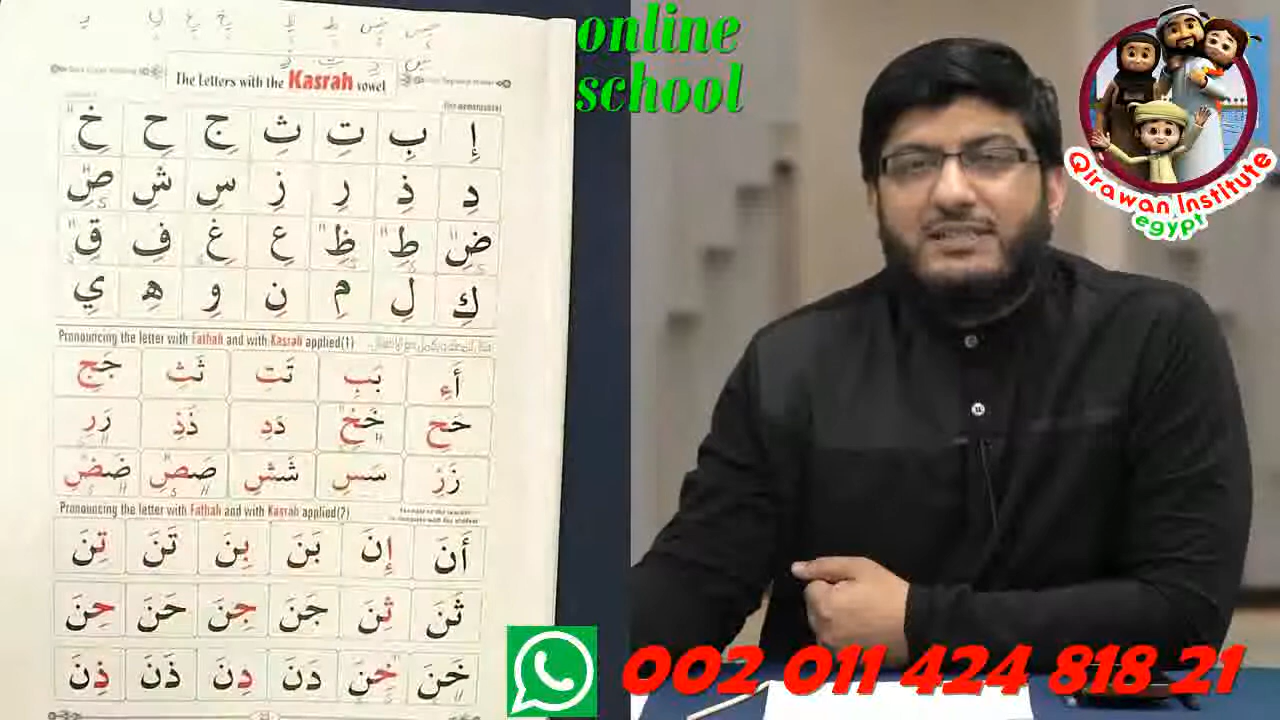 online
school
The Letters with the Kasrah vowel
إِ بِ تِ ثِ جِ حِ خِ
دِ ذِ رِ زِ سِ شِ صِ
ضِ طِ ظِ عِ غِ فِ قِ
كِ لِ مِ نِ وِ هِ يِ
Pronouncing the letter with Fathah and with Kasrah applied(1)
أَءِ بَبِ تَتِ ثَثِ جَجِ
حَحِ خَخِ دَدِ ذَذِ رَرِ
زَزِ سَسِ شَشِ صَصِ ضَضِ
Pronouncing the letter with Fathah and with Kasrah applied(2)
أَنَ إِنَ بَنَ بِنَ تَنَ تِنَ
ثَنَ ثِنَ جَنَ جِنَ حَنَ حِنَ
خَنَ خِنَ دَنَ دِنَ ذَنَ ذِنَ
Qirawan Institute
egypt
002 011 424 818 21